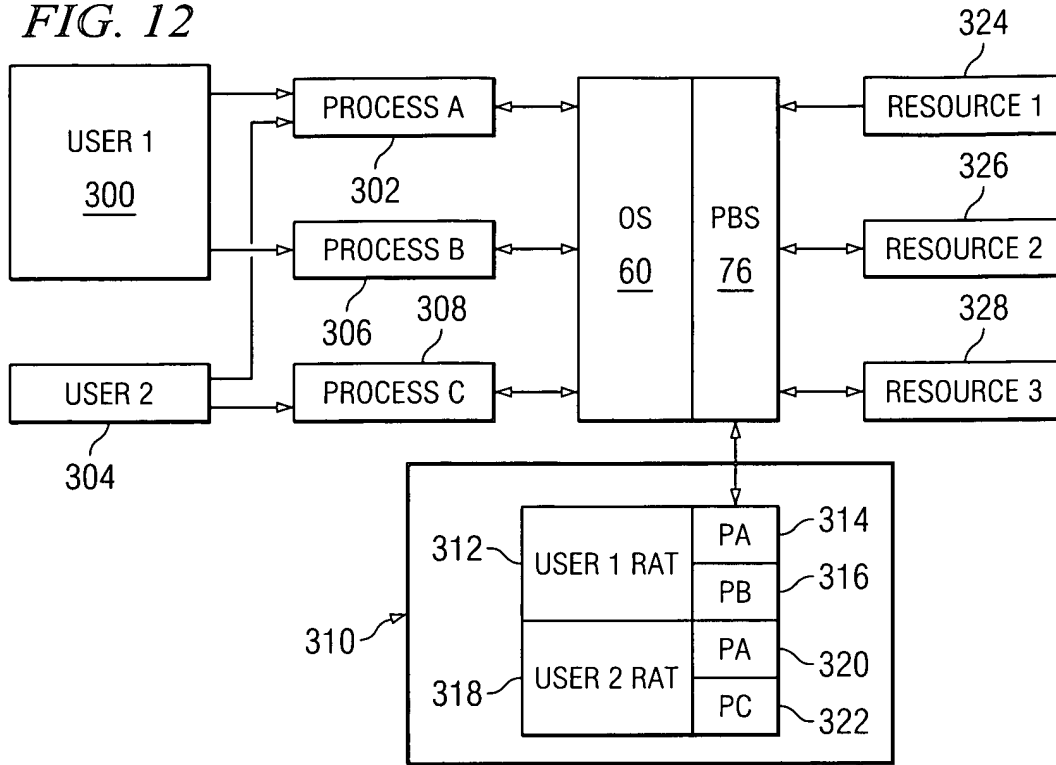 FIG. 12
USER 1
300
PROCESS A
302
PROCESS B
306
308
USER 2
304
PROCESS C
OS
60
PBS
76
324
RESOURCE 1
326
RESOURCE 2
328
RESOURCE 3
310
312
USER 1 RAT
PA
314
PB
316
318
USER 2 RAT
PA
320
PC
322